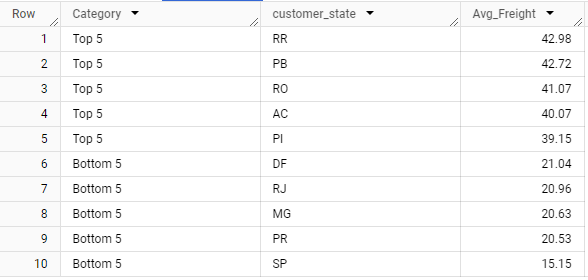 Row Category customer_state Avg_Freight
1 Top 5 RR 42.98
2 Top 5 PB 42.72
3 Top 5 RO 41.07
4 Top 5 AC 40.07
5 Top 5 PI 39.15
6 Bottom 5 DF 21.04
7 Bottom 5 RJ 20.96
8 Bottom 5 MG 20.63
9 Bottom 5 PR 20.53
10 Bottom 5 SP 15.15